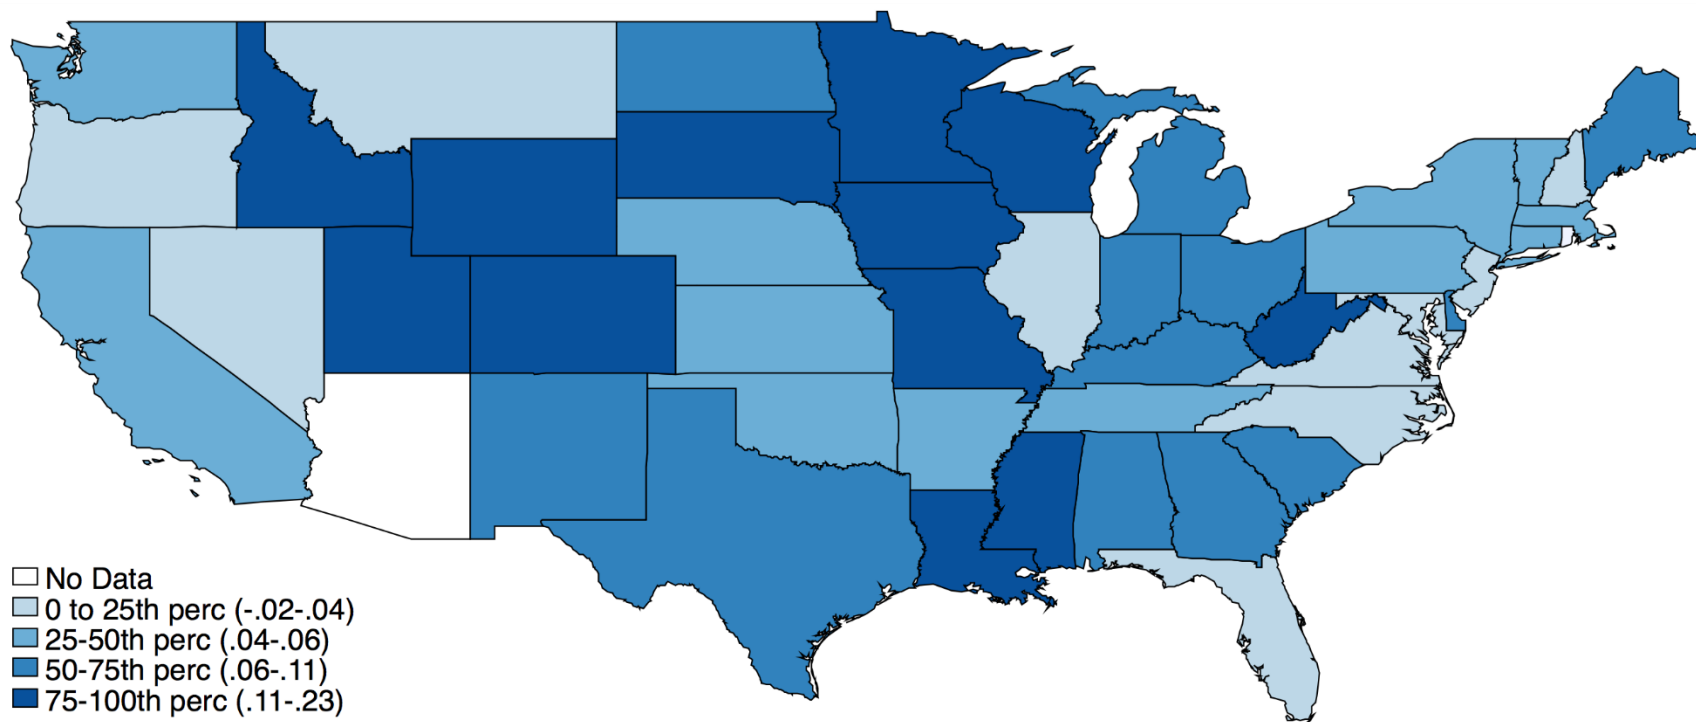 No Data
0 to 25th perc (-.02-.04)
25-50th perc (.04-.06)
50-75th perc (.06-.11)
75-100th perc (.11-.23)